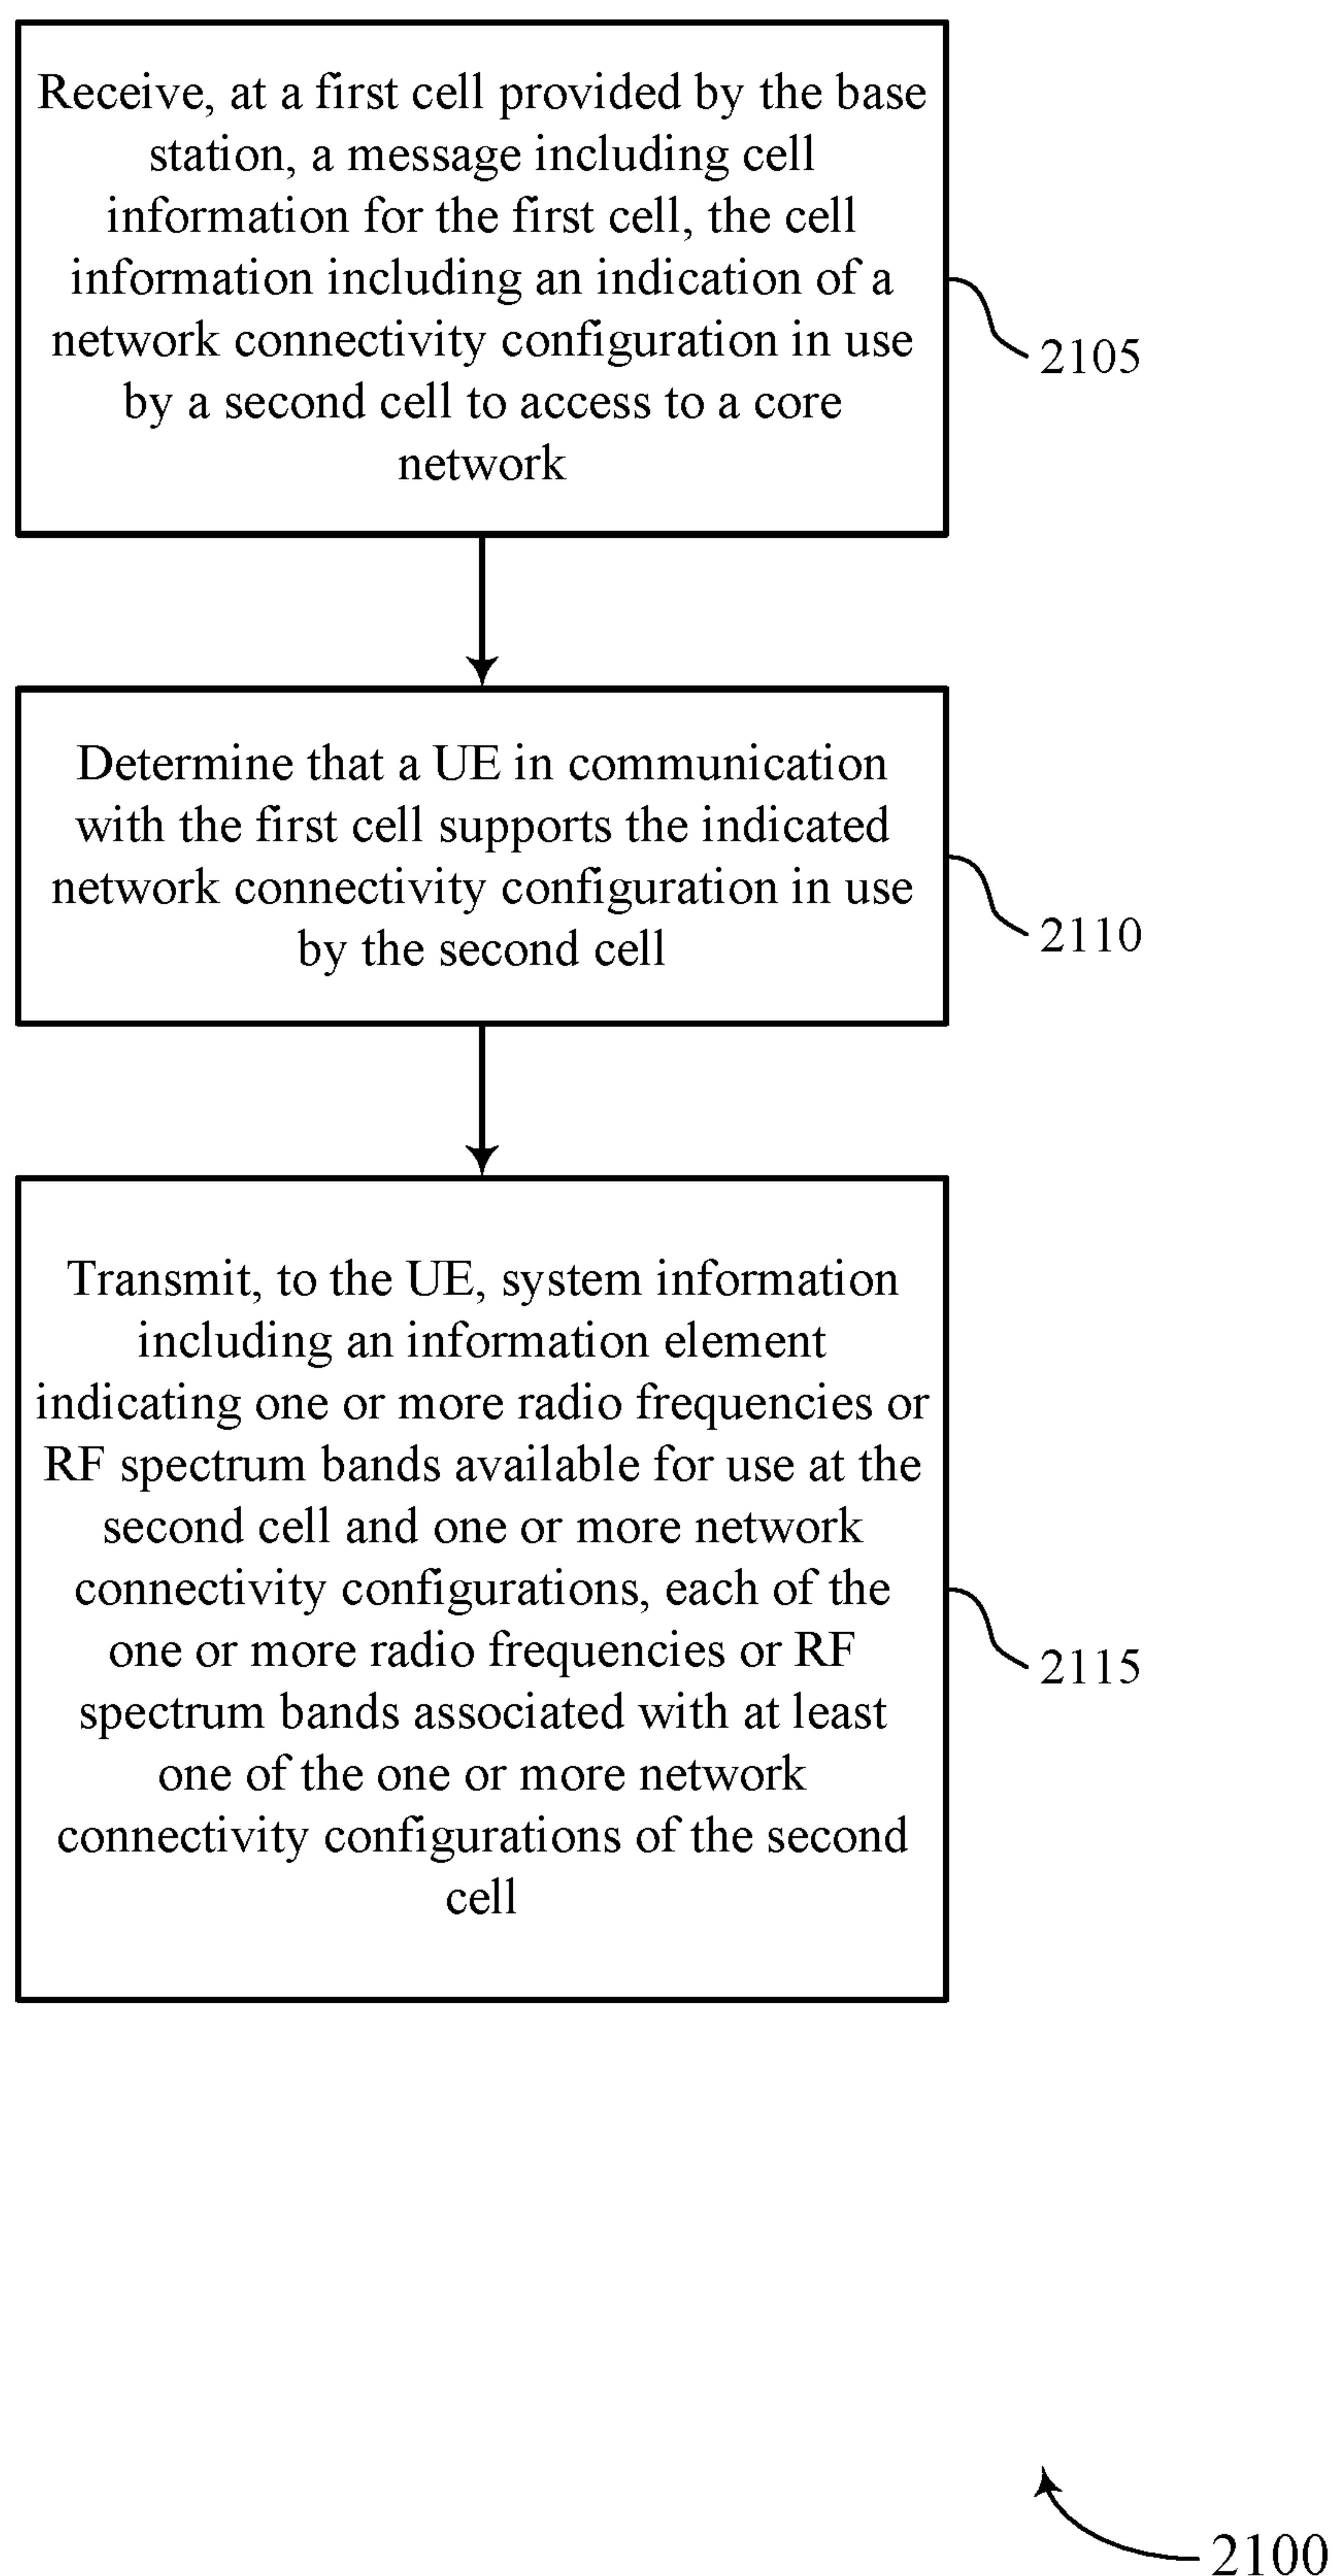 Receive, at a first cell provided by the base
station, a message including cell
information for the first cell, the cell
information including an indication of a
network connectivity configuration in use
by a second cell to access to a core
network
2105
Determine that a UE in communication
with the first cell supports the indicated
network connectivity configuration in use
by the second cell
2110
Transmit, to the UE, system information
including an information element
indicating one or more radio frequencies or
RF spectrum bands available for use at the
second cell and one or more network
connectivity configurations, each of the
one or more radio frequencies or RF
spectrum bands associated with at least
one of the one or more network
connectivity configurations of the second
cell
2115
2100